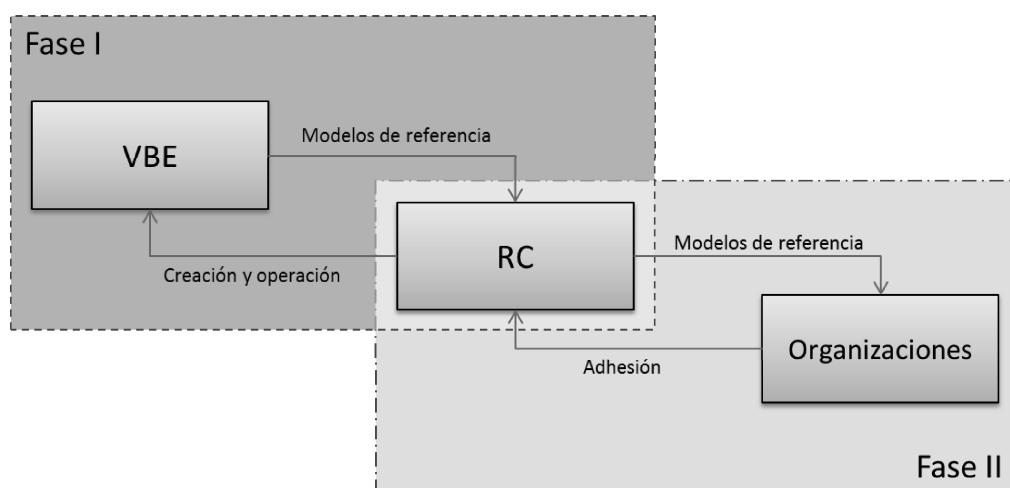 Fase I
VBE
Modelos de referencia
RC
Creación y operación
Modelos de referencia
Organizaciones
Adhesión
Fase II